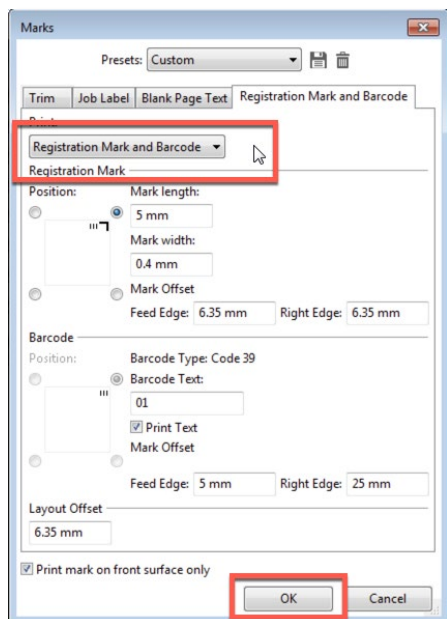 Marks
Presets: Custom
Trim Job Label Blank Page Text Registration Mark and Barcode
Print
Registration Mark and Barcode
Registration Mark
Position: Mark length:
5 mm
Mark width:
0.4 mm
Mark Offset
Feed Edge: 6.35 mm Right Edge: 6.35 mm
Barcode
Position: Barcode Type: Code 39
Barcode Text:
01
Print Text
Mark Offset
Feed Edge: 5 mm Right Edge: 25 mm
Layout Offset
6.35 mm
Print mark on front surface only
OK Cancel